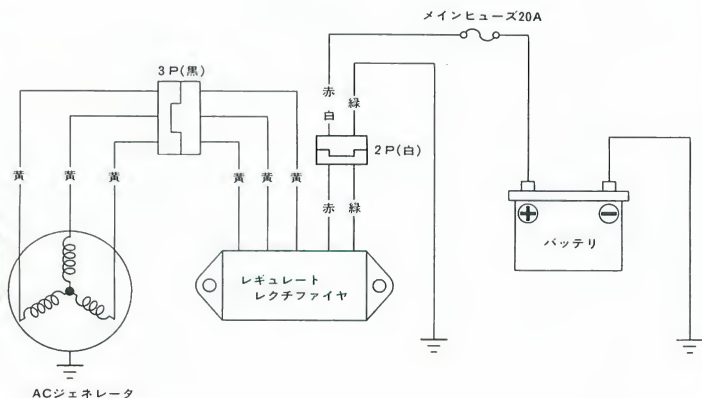 メインヒューズ20A
3P(黒)
赤
白
緑
2P(白)
黄
黄
黄
黄
黄
黄
赤
緑
+
−
バッテリ
レギュレート
レクチファイヤ
ACジェネレータ